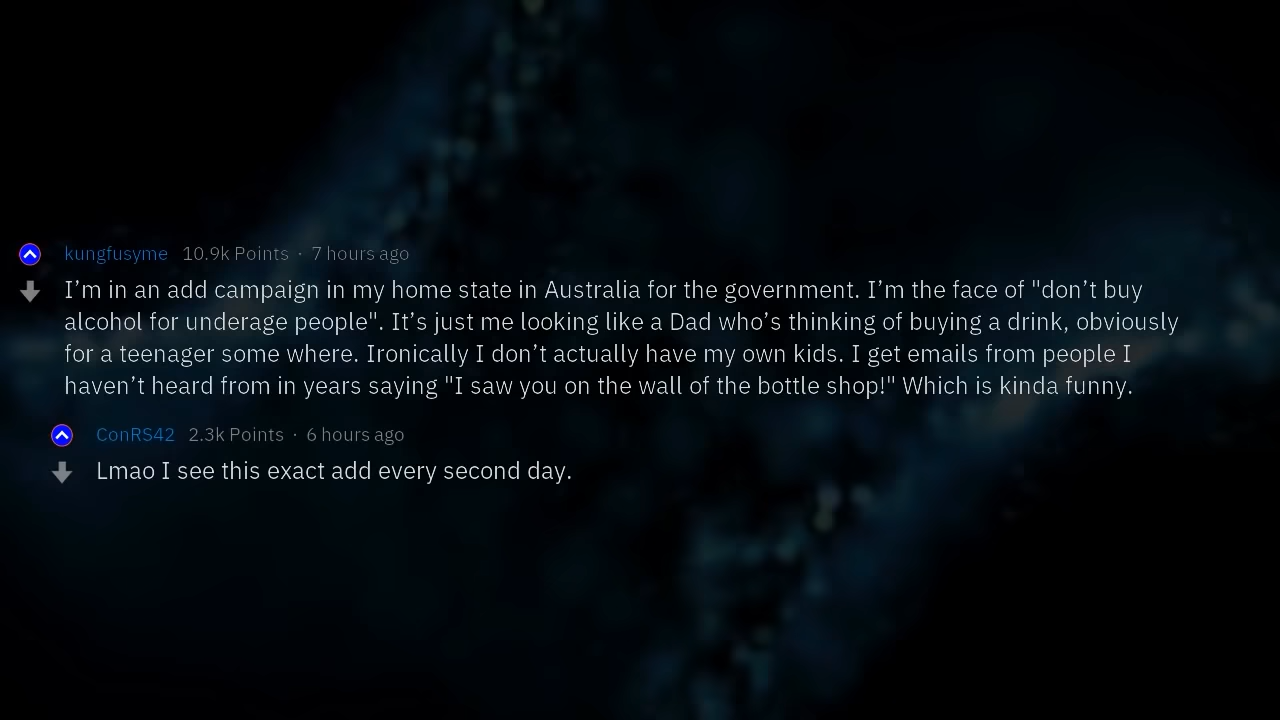 kungfusyme 10.9k Points · 7 hours ago
I’m in an add campaign in my home state in Australia for the government. I’m the face of "don’t buy
alcohol for underage people". It’s just me looking like a Dad who’s thinking of buying a drink, obviously
for a teenager some where. Ironically I don’t actually have my own kids. I get emails from people I
haven’t heard from in years saying "I saw you on the wall of the bottle shop!" Which is kinda funny.
ConRS42 2.3k Points · 6 hours ago
Lmao I see this exact add every second day.